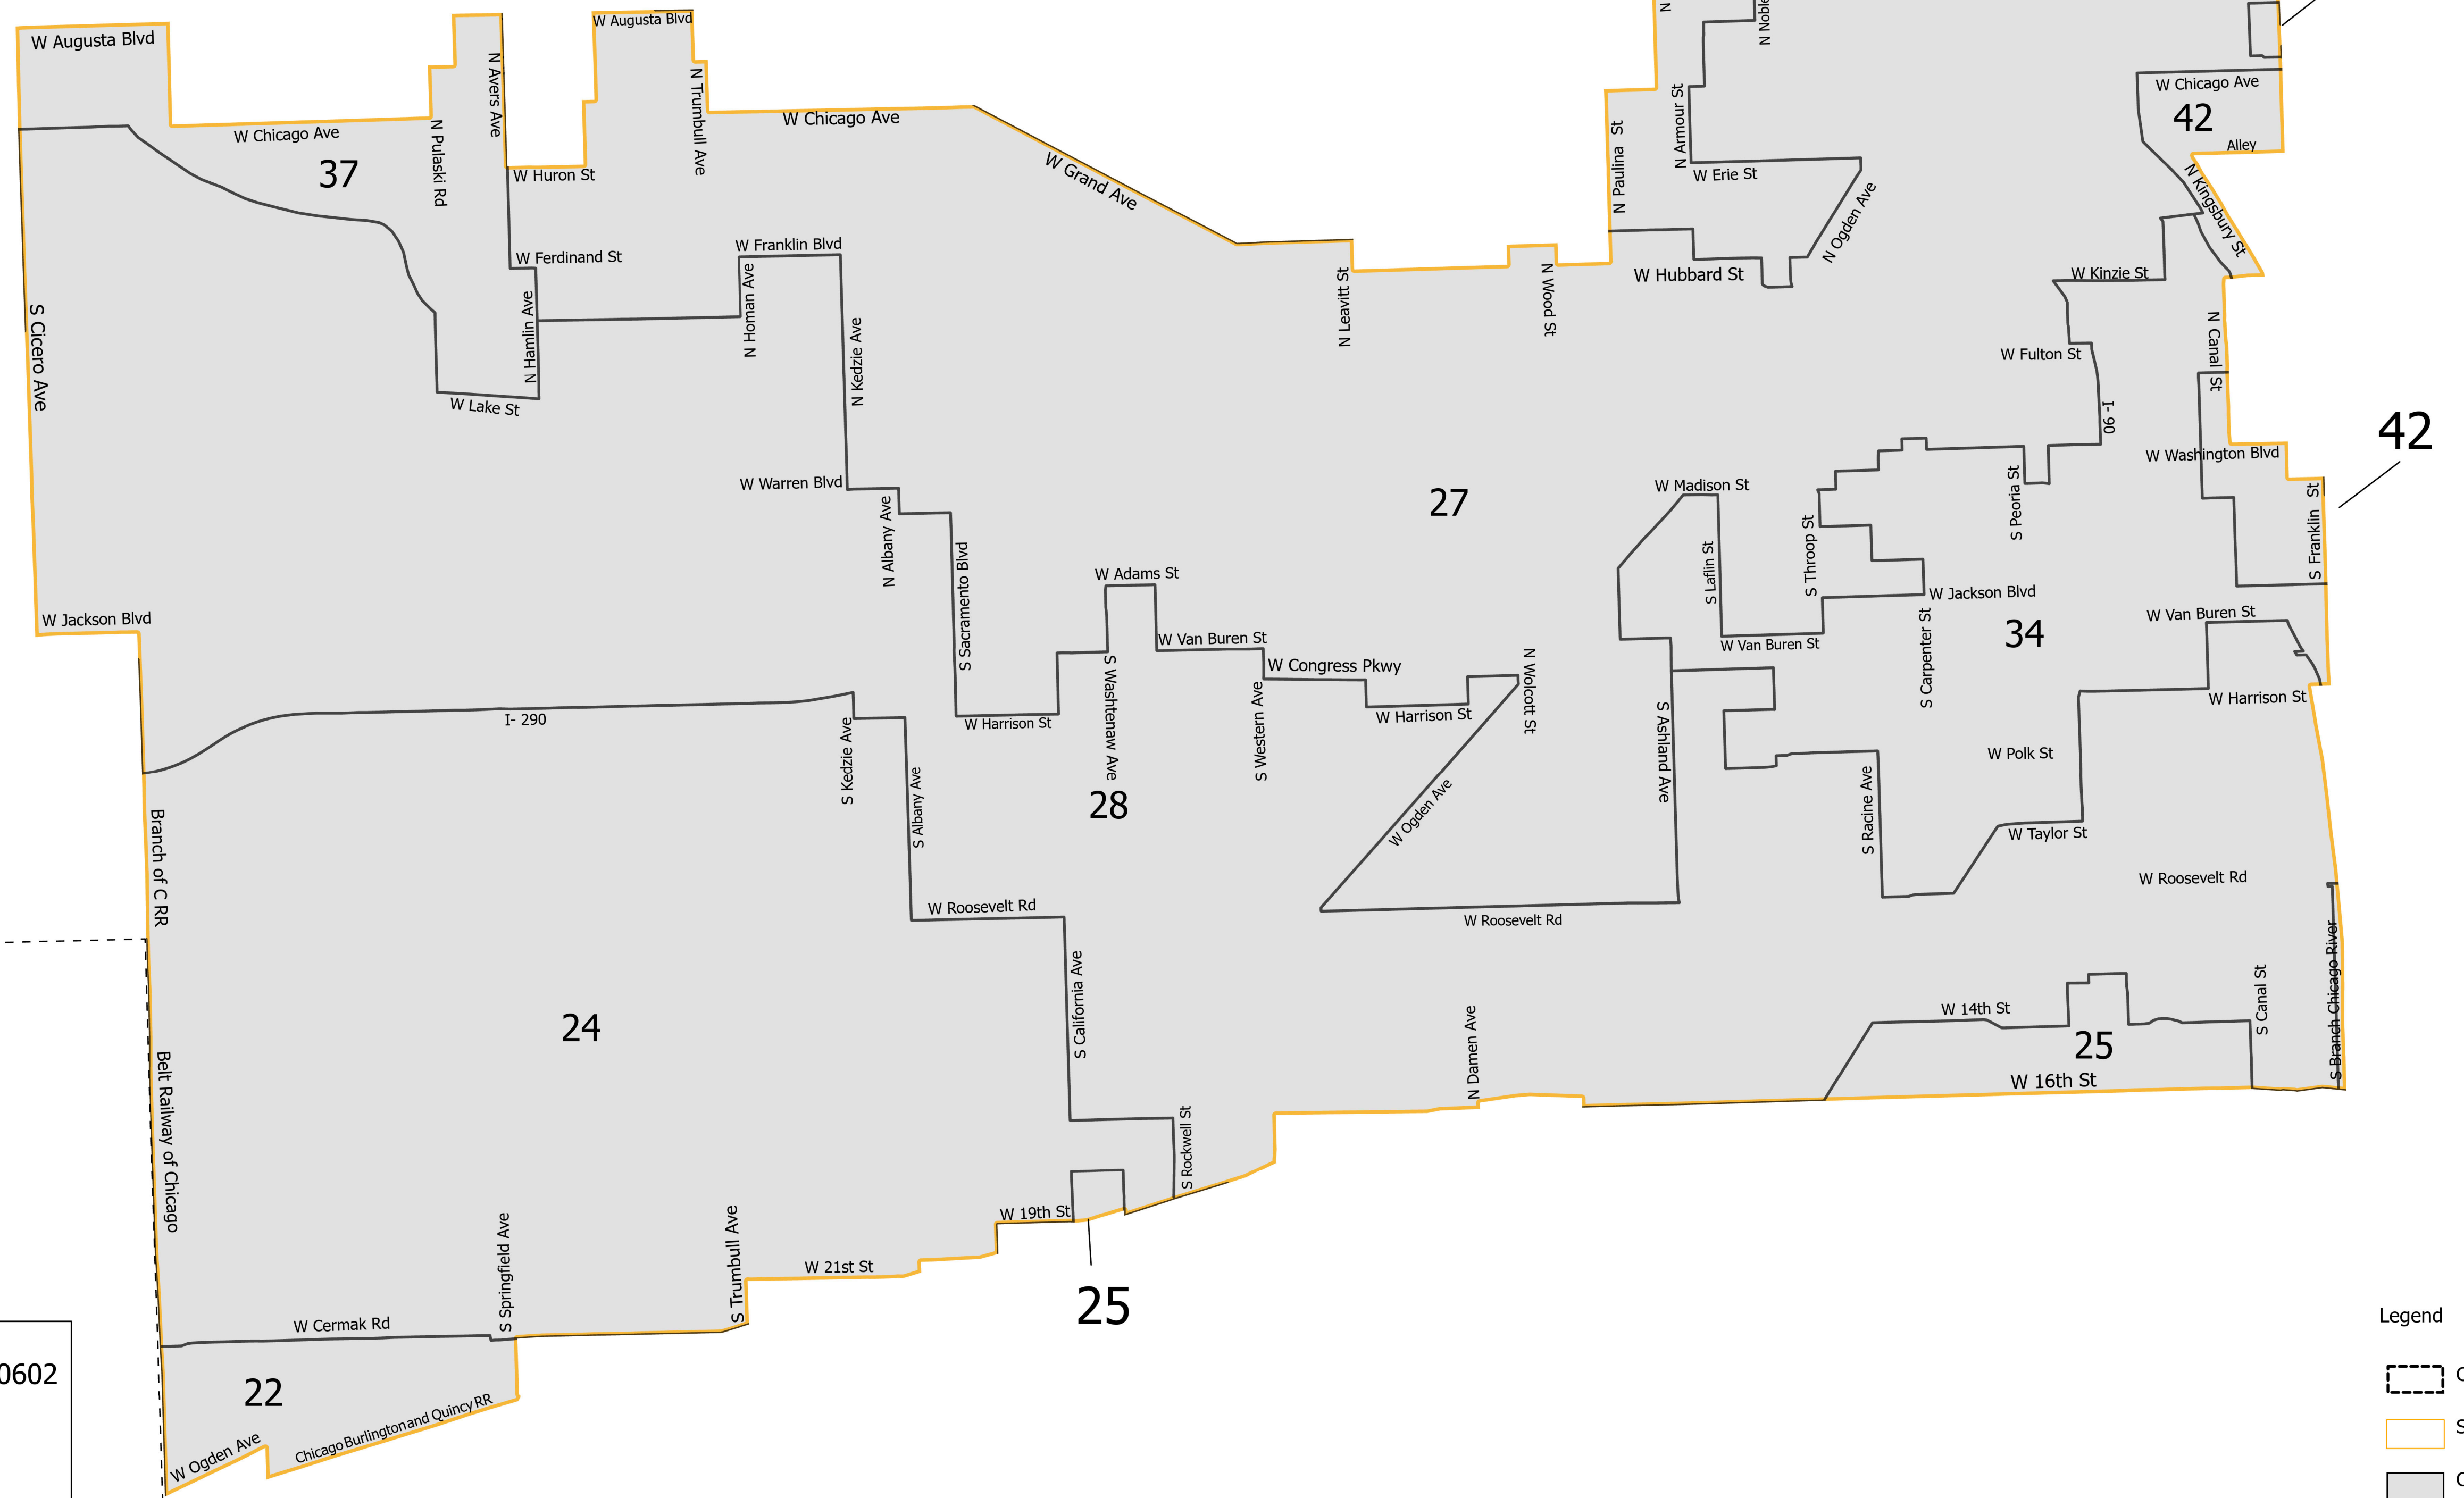 W Augusta Blvd
W Augusta Blvd
N
N Noble
N Avers Ave
N Trumbull Ave
W Chicago Ave
W Chicago Ave
W Chicago Ave
42
N Armour St
N Paulina St
N Pulaski Rd
37
W Huron St
W Grand Ave
W Erie St
Alley
N Kingsbury St
N Ogden Ave
W Ferdinand St
W Franklin Blvd
W Hubbard St
W Kinzie St
N Homan Ave
N Hamlin Ave
N Leavitt St
N Wood St
S Cicero Ave
N Kedzie Ave
N Canal St
W Fulton St
W Lake St
I- 90
42
W Washington Blvd
W Warren Blvd
27
W Madison St
S Peoria St
S Franklin St
N Albany Ave
S Throop St
S Laflin St
W Adams St
S Sacramento Blvd
W Jackson Blvd
W Jackson Blvd
W Van Buren St
34
W Van Buren St
W Van Buren St
S Carpenter St
W Congress Pkwy
N Wolcott St
S Washtenaw Ave
S Western Ave
I- 290
W Harrison St
W Harrison St
W Harrison St
S Kedzie Ave
S Ashland Ave
W Polk St
28
S Albany Ave
W Ogden Ave
S Racine Ave
W Taylor St
Branch of C RR
W Roosevelt Rd
W Roosevelt Rd
W Roosevelt Rd
S California Ave
S Branch Chicago River
S Canal St
24
W 14th St
25
N Damen Ave
W 16th St
Belt Railway of Chicago
S Rockwell St
W 19th St
S Springfield Ave
S Trumbull Ave
W 21st St
25
W Cermak Rd
Legend
0602
22
C
Chicago Burlington and Quincy RR
W Ogden Ave
S
C